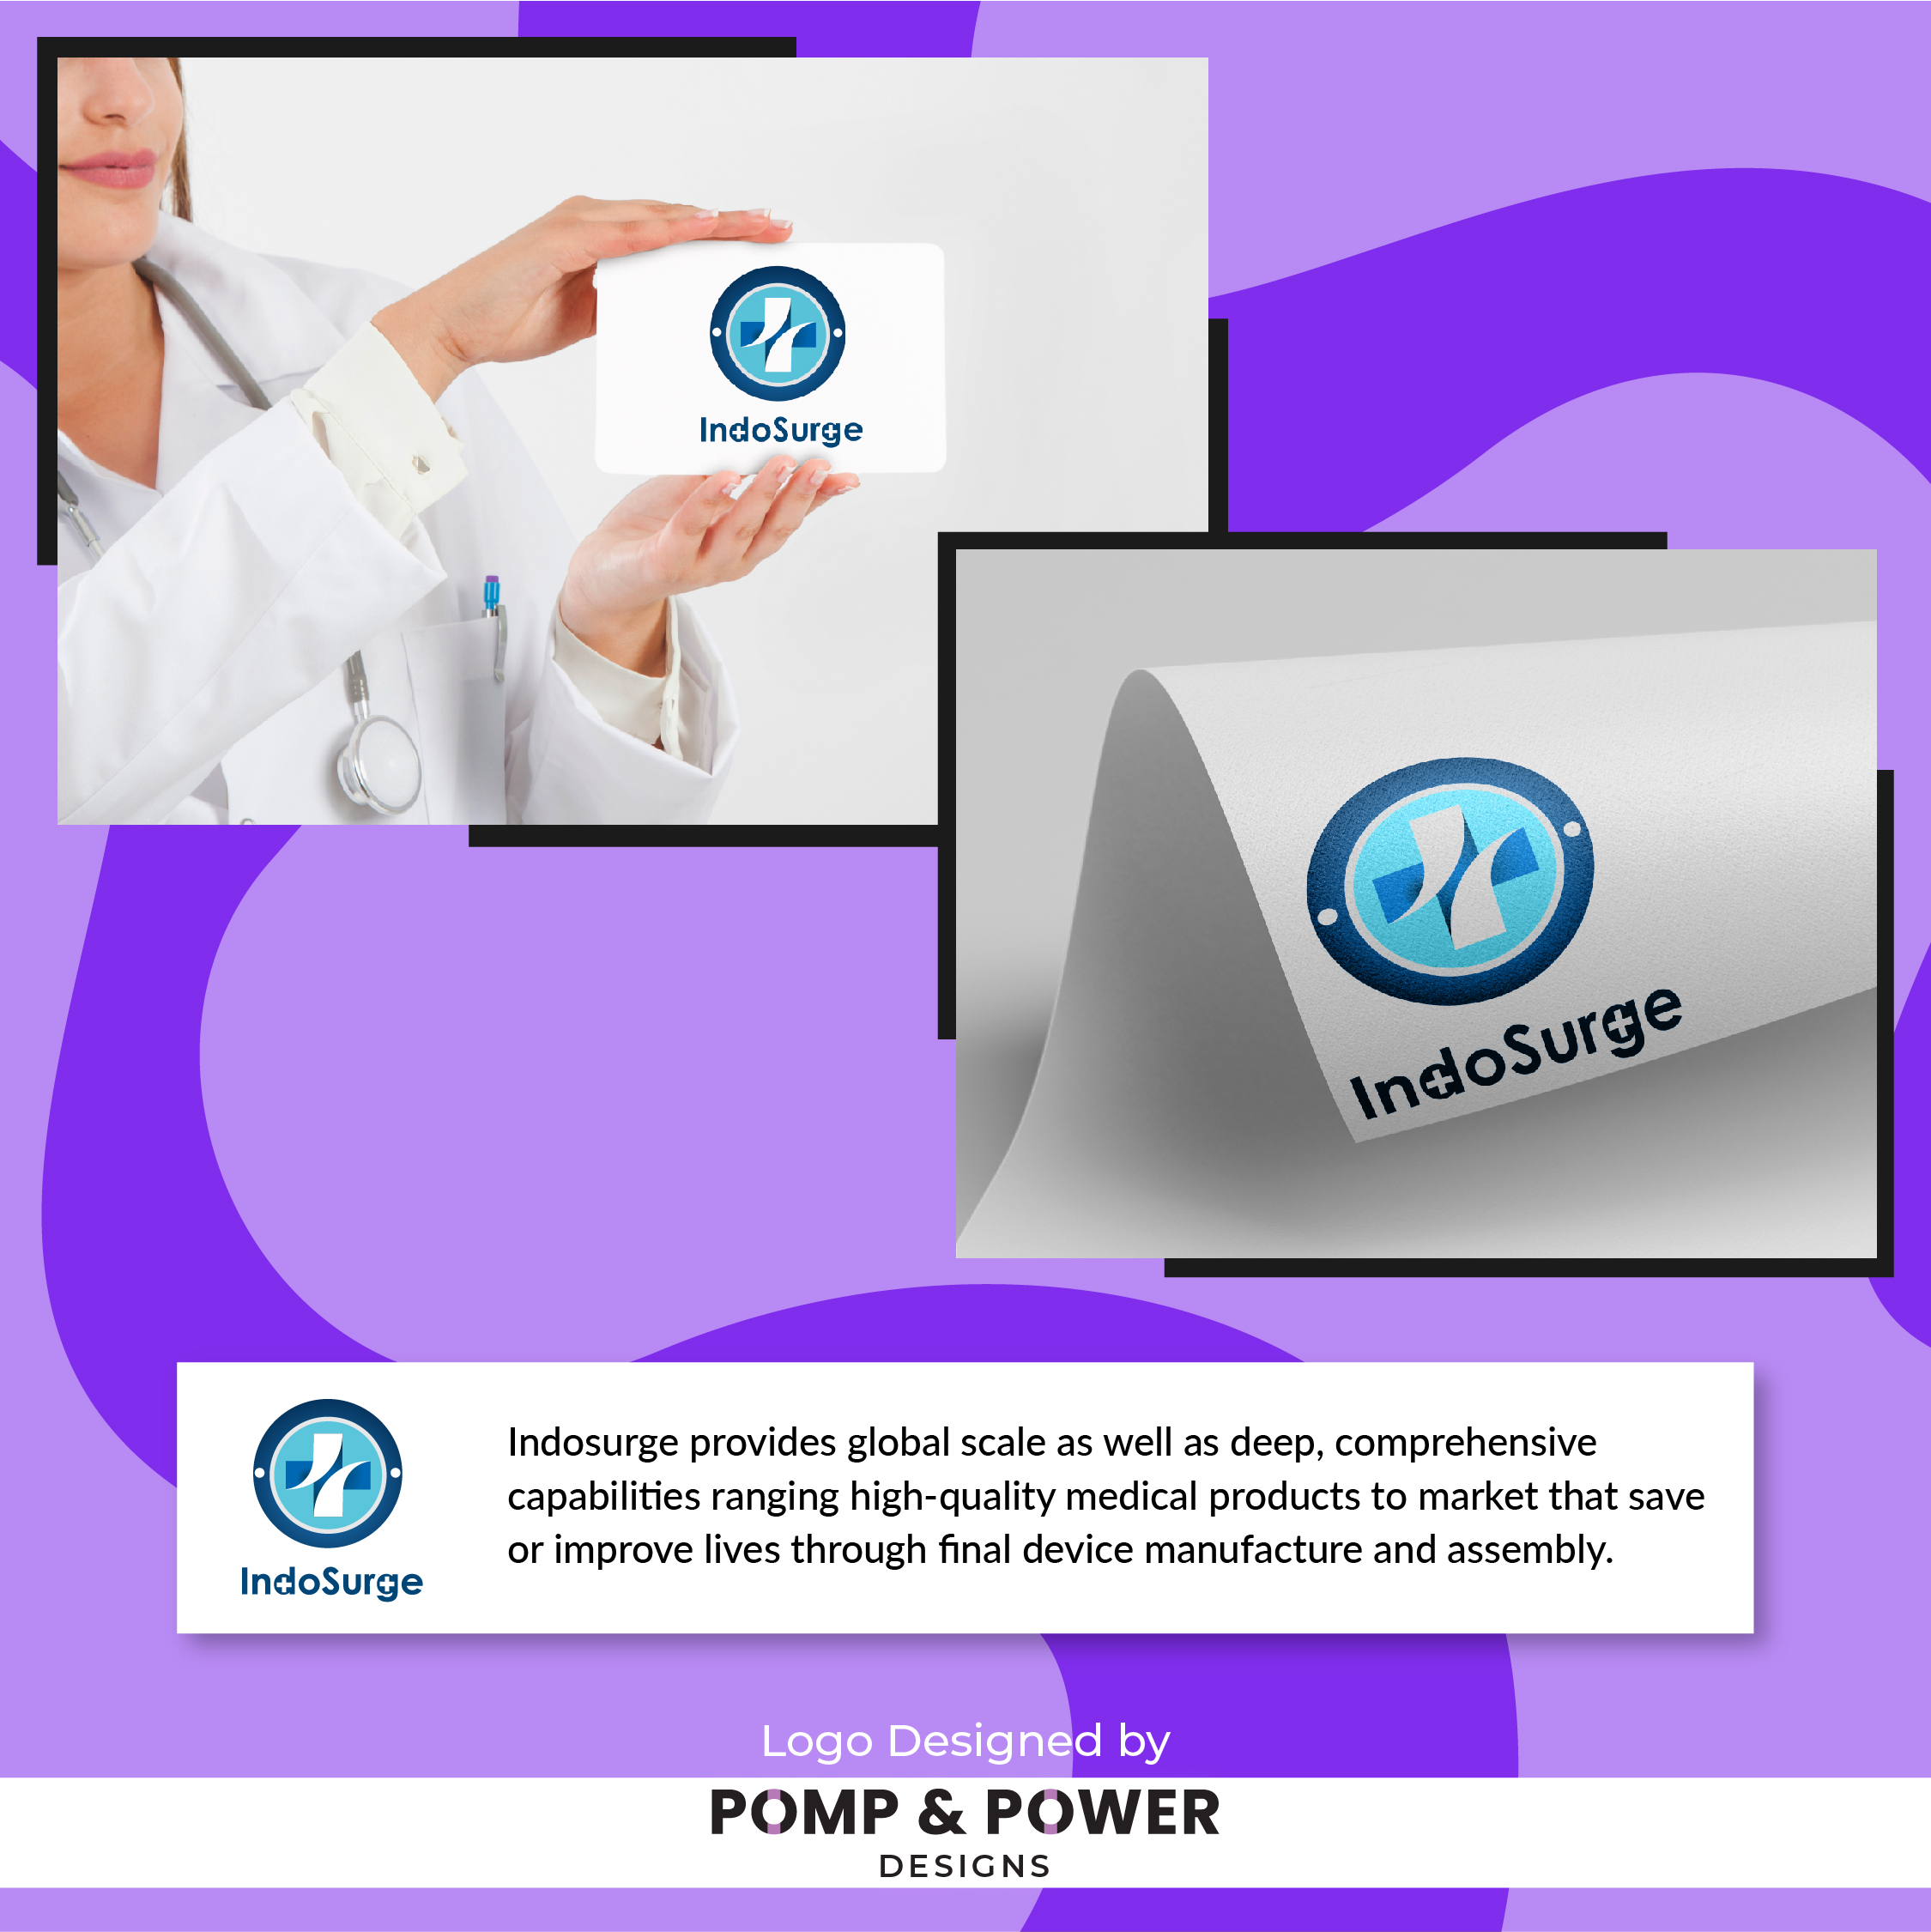 IndoSurge
IndoSurge
IndoSurge
Indosurge provides global scale as well as deep, comprehensive
capabilities ranging high-quality medical products to market that save
or improve lives through final device manufacture and assembly.
Logo Designed by
POMP & POWER
DESIGNS